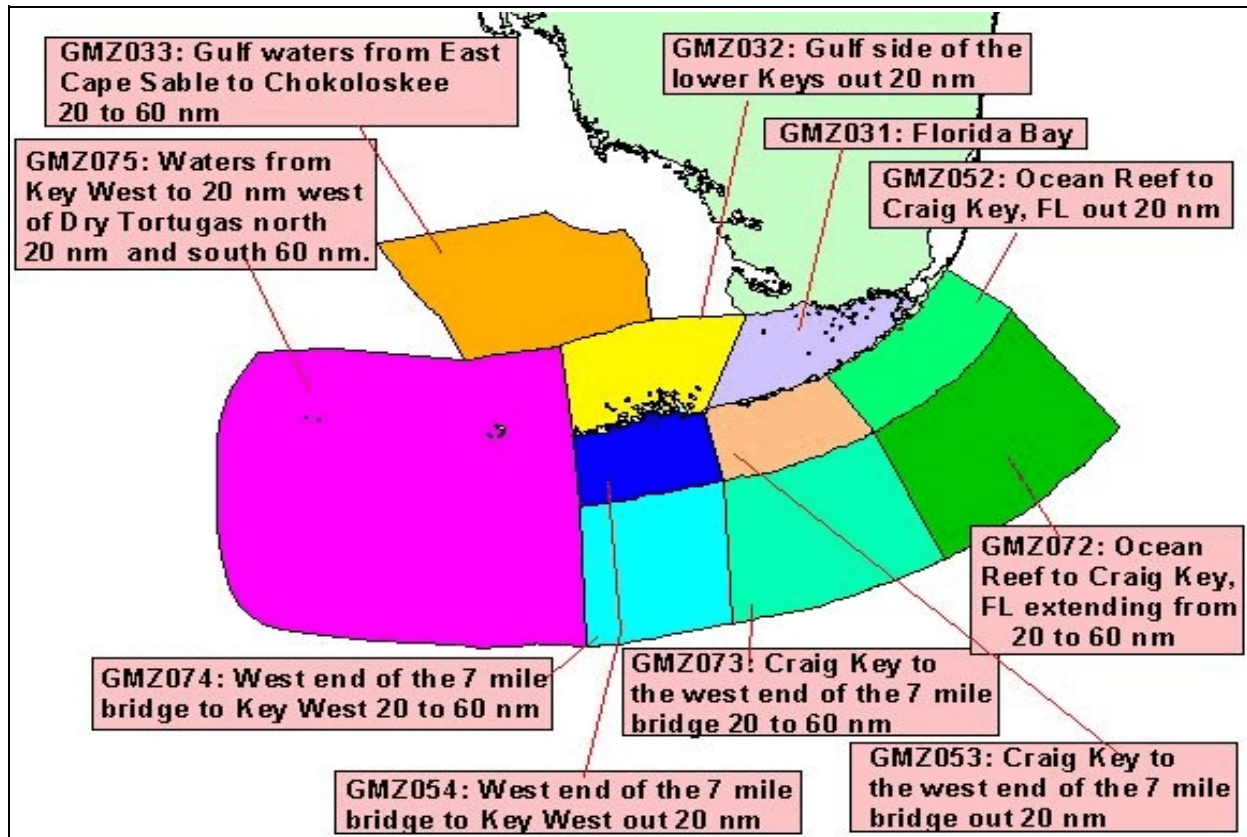 GMZ033: Gulf waters from East
Cape Sable to Chokoloskee
20 to 60 nm
GMZ032: Gulf side of the
lower Keys out 20 nm
GMZ031: Florida Bay
GMZ075: Waters from
Key West to 20 nm west
of Dry Tortugas north
20 nm and south 60 nm.
GMZ052: Ocean Reef to
Craig Key, FL out 20 nm
GMZ072: Ocean
Reef to Craig Key,
FL extending from
20 to 60 nm
GMZ074: West end of the 7 mile
bridge to Key West 20 to 60 nm
GMZ073: Craig Key to
the west end of the 7 mile
bridge 20 to 60 nm
GMZ054: West end of the 7 mile
bridge to Key West out 20 nm
GMZ053: Craig Key to
the west end of the 7 mile
bridge out 20 nm